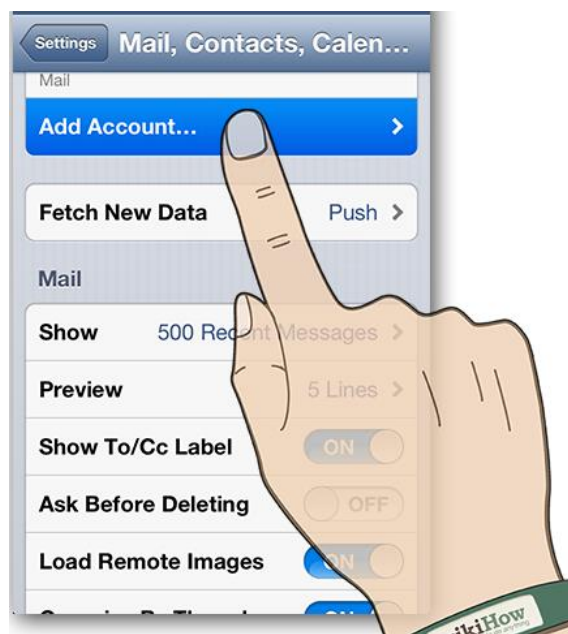 Settings Mail, Contacts, Calen...
Mail
Add Account...
Fetch New Data Push
Mail
Show 500 Recent Messages
Preview 5 Lines
Show To/Cc Label ON
Ask Before Deleting OFF
Load Remote Images ON
wikiHow